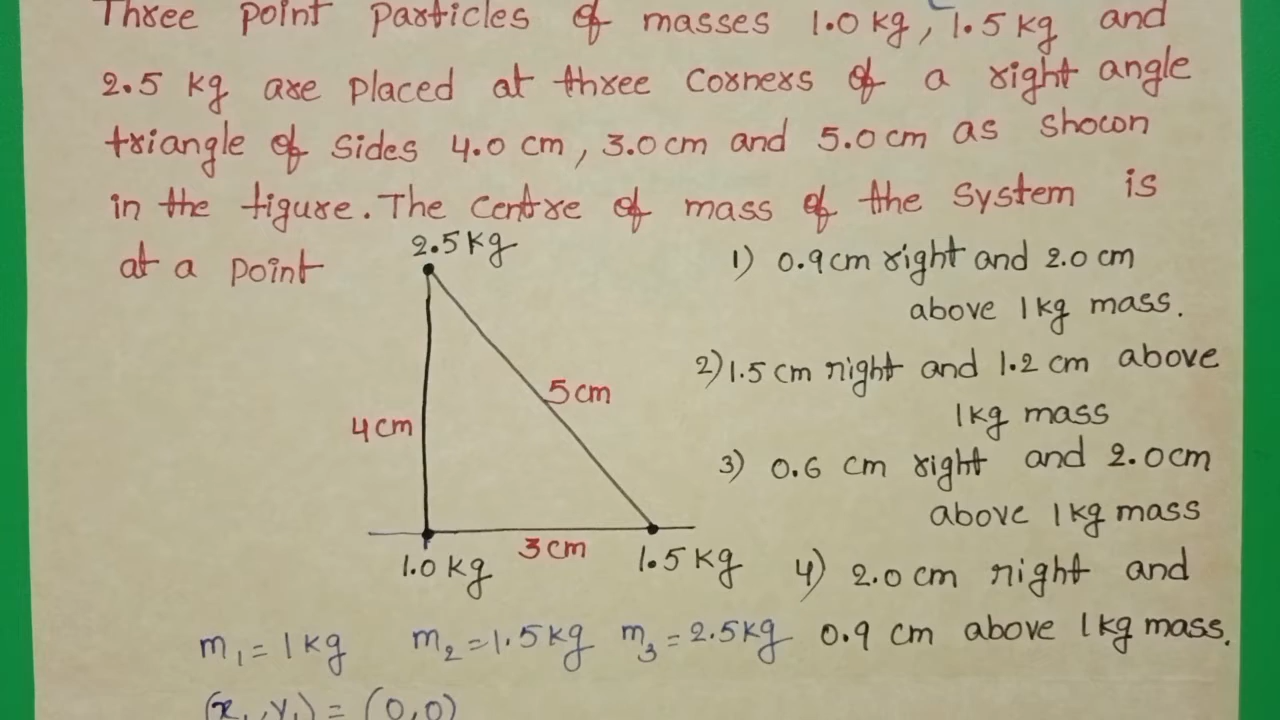 Three point particles of masses 1.0 kg, 1.5 kg and
2.5 kg are placed at three corners of a right angle
triangle of sides 4.0 cm, 3.0 cm and 5.0 cm as shown
in the figure. The centre of mass of the system is
at a point
2.5 kg
1) 0.9 cm right and 2.0 cm
above 1 kg mass.
2) 1.5 cm right and 1.2 cm above
1 kg mass
5 cm
4 cm
3) 0.6 cm right and 2.0 cm
above 1 kg mass
3 cm
1.0 kg
1.5 kg
4) 2.0 cm right and
0.9 cm above 1 kg mass.
m₁ = 1 kg m₂ = 1.5 kg m₃ = 2.5 kg
(x₁, y₁) = (0,0)